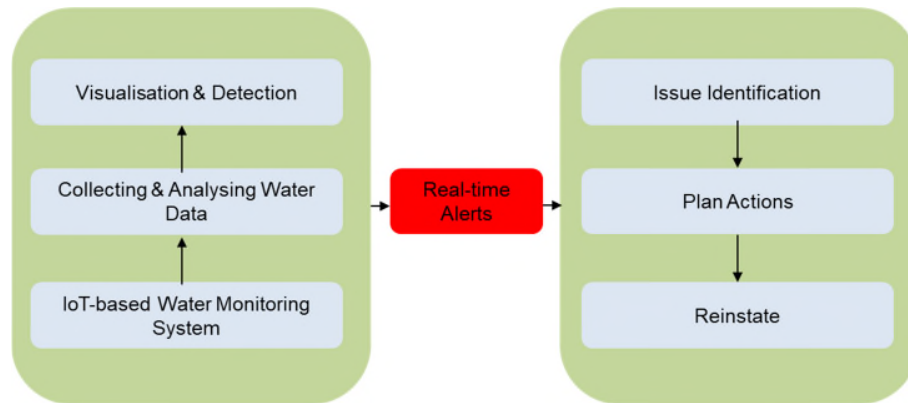 Visualisation & Detection
Collecting & Analysing Water
Data
IoT-based Water Monitoring
System
Real-time
Alerts
Issue Identification
Plan Actions
Reinstate